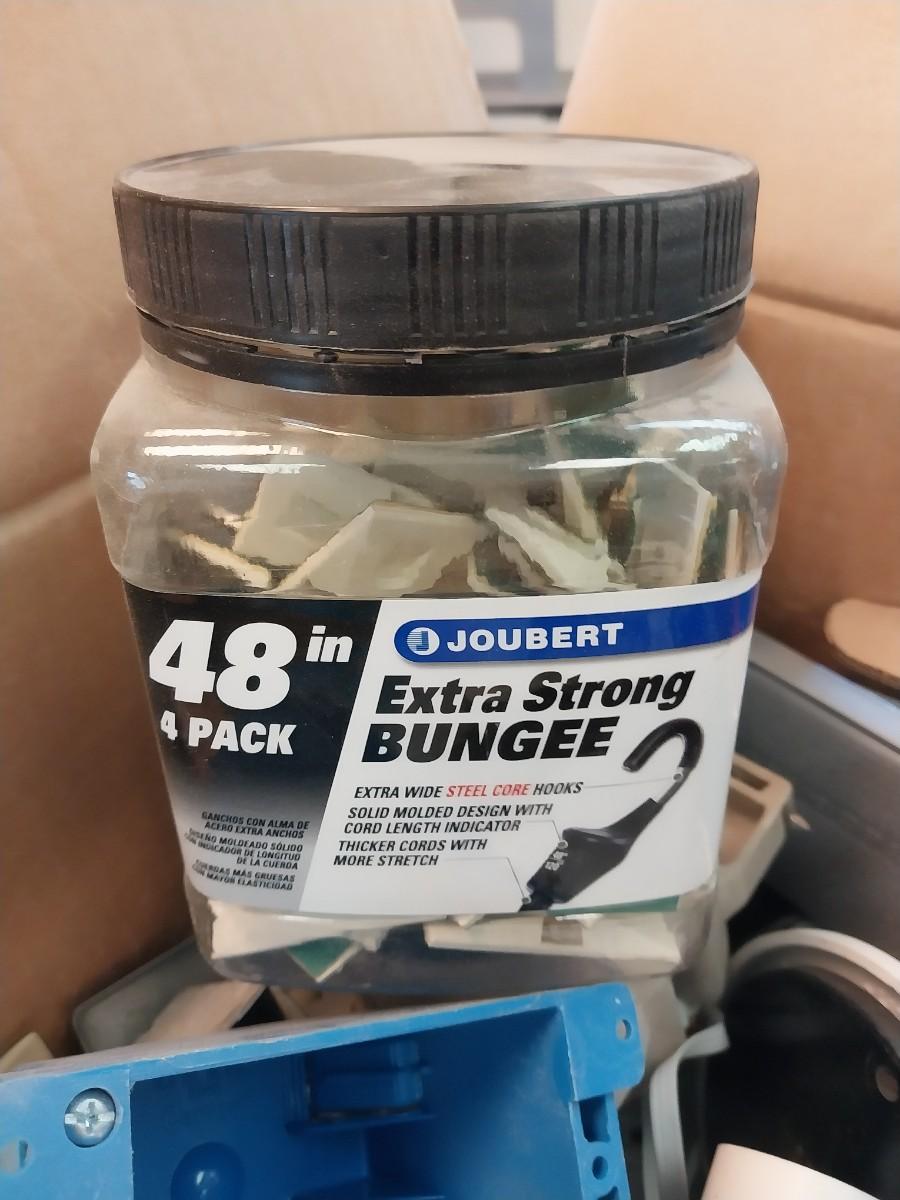 48 in
4 PACK
JOUBERT
Extra Strong
BUNGEE
EXTRA WIDE STEEL CORE HOOKS
SOLID MOLDED DESIGN WITH
CORD LENGTH INDICATOR
THICKER CORDS WITH
MORE STRETCH
GANCHOS CON ALMA DE
ACERO EXTRA ANCHOS
DISEÑO MOLDEADO SÓLIDO
CON INDICADOR DE LONGITUD
DE LA CUERDA
CUERDAS MÁS GRUESAS
CON MAYOR ELASTICIDAD